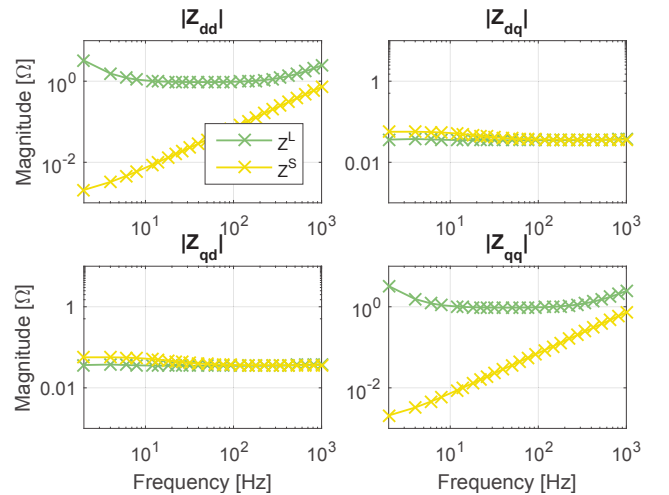 |Z_dd|
|Z_dq|
Magnitude [Ω]
10^0
10^-2
1
0.01
Z^L
Z^S
10^1 10^2 10^3
10^1 10^2 10^3
|Z_qd|
|Z_qq|
Magnitude [Ω]
1
0.01
10^0
10^-2
10^1 10^2 10^3
10^1 10^2 10^3
Frequency [Hz]
Frequency [Hz]